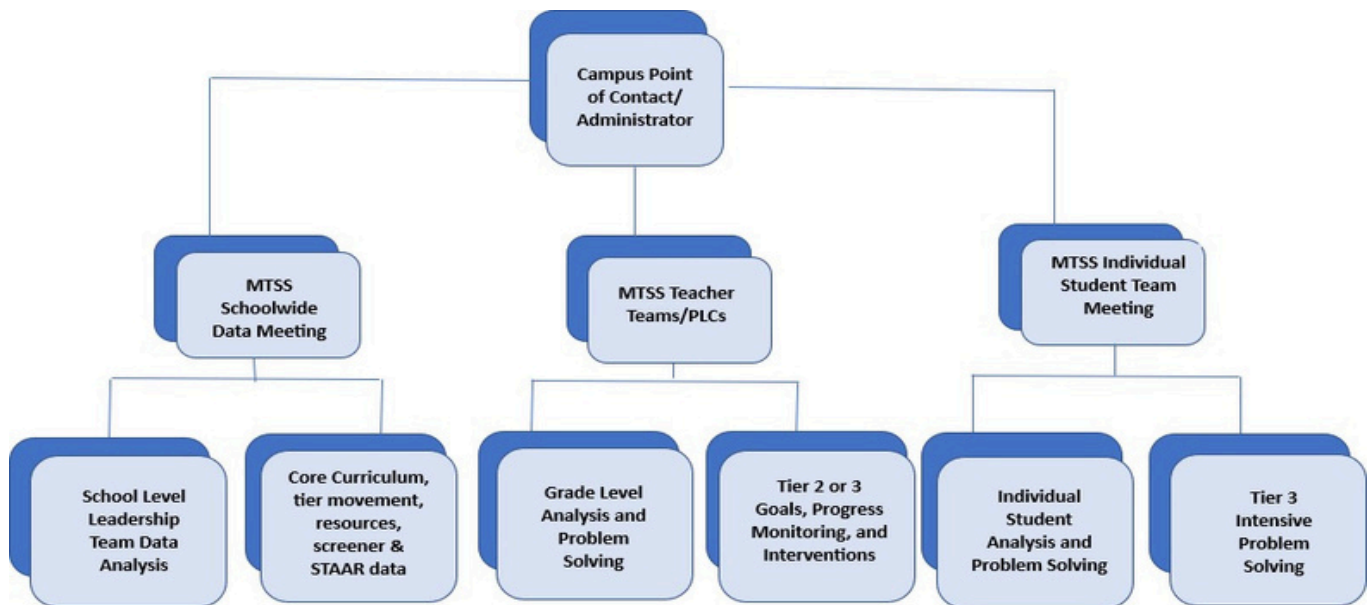 Campus Point
of Contact/
Administrator
MTSS
Schoolwide
Data Meeting
MTSS Teacher
Teams/PLCs
MTSS Individual
Student Team
Meeting
School Level
Leadership
Team Data
Analysis
Core Curriculum,
tier movement,
resources,
screener &
STAAR data
Grade Level
Analysis and
Problem
Solving
Tier 2 or 3
Goals, Progress
Monitoring, and
Interventions
Individual
Student
Analysis and
Problem Solving
Tier 3
Intensive
Problem
Solving